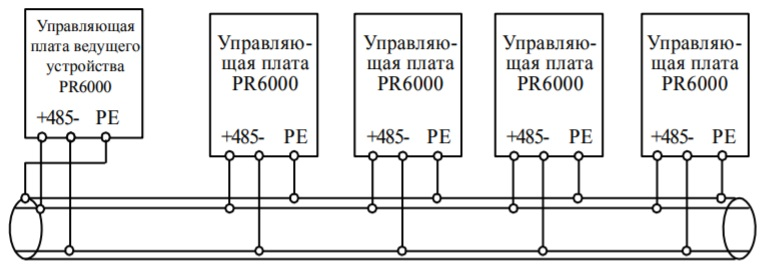 Управляющая
плата ведущего
устройства
PR6000
+485- PE
Управляю-
щая плата
PR6000
+485- PE
Управляю-
щая плата
PR6000
+485- PE
Управляю-
щая плата
PR6000
+485- PE
Управляю-
щая плата
PR6000
+485- PE